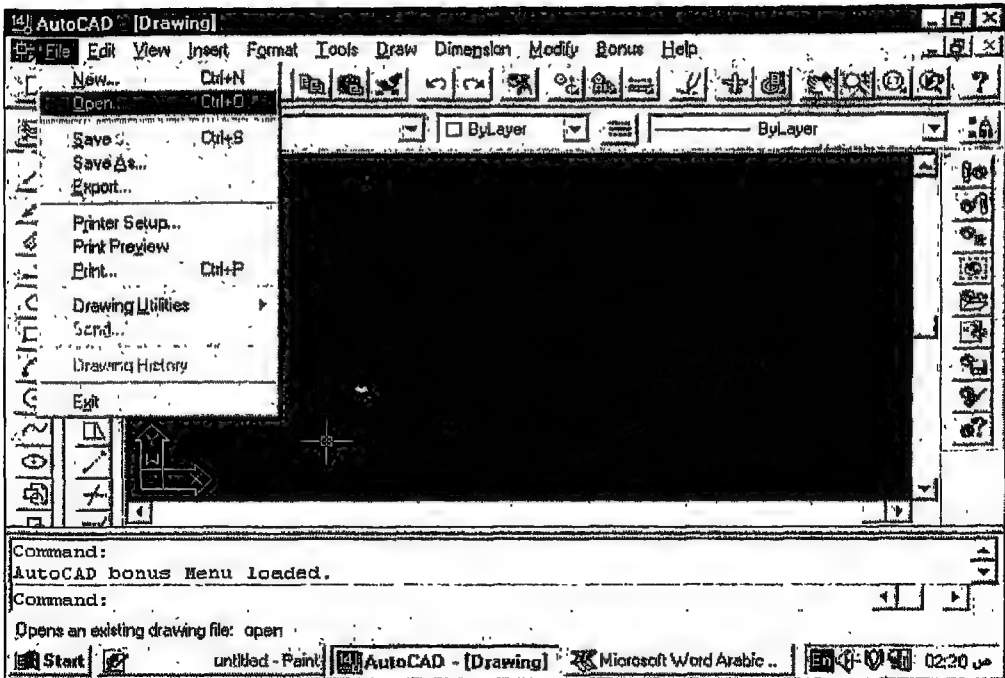 AutoCAD - [Drawing]
File Edit View Insert Format Tools Draw Dimension Modify Bonus Help
New... Ctrl+N
Open... Ctrl+O
Save Ctrl+S
Save As...
Export...
Printer Setup...
Print Preview
Print... Ctrl+P
Drawing Utilities
Send...
Drawing History
Exit
ByLayer
ByLayer
W
X
Command:
AutoCAD bonus Menu loaded.
Command:
Opens an existing drawing file: open
Start untitled - Paint AutoCAD - [Drawing] Microsoft Word Arabic .. En 02:20 ص